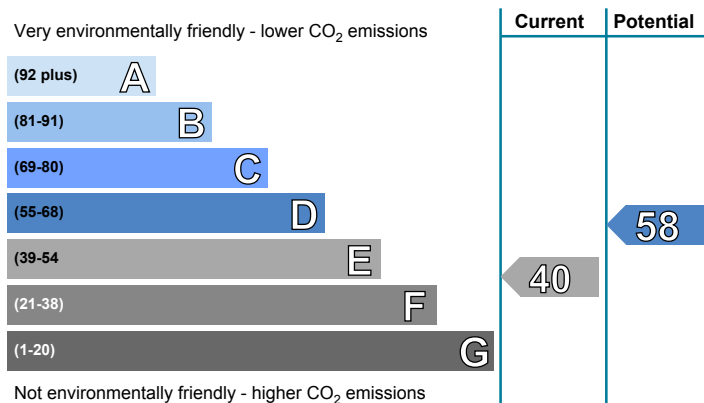 Current Potential
Very environmentally friendly - lower CO2 emissions
(92 plus) A
(81-91) B
(69-80) C
(55-68) D
58
(39-54 E
40
(21-38) F
(1-20) G
Not environmentally friendly - higher CO2 emissions